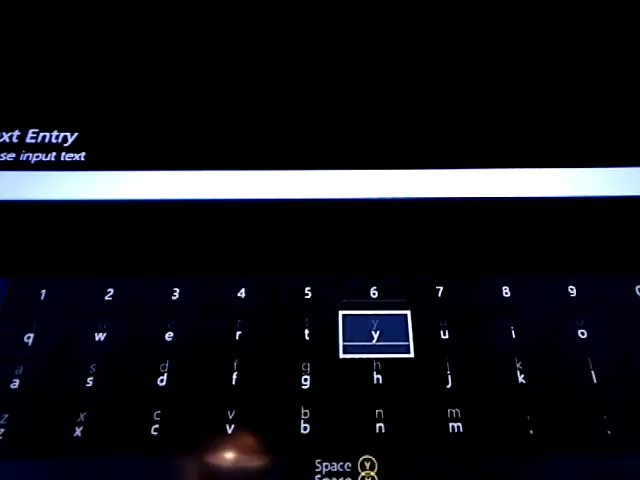 xt Entry
se input text
1 2 3 4 5 6 7 8 9
q w e r t y u i o
a s d f g h j k l
z x c v b n m , .
Space Y